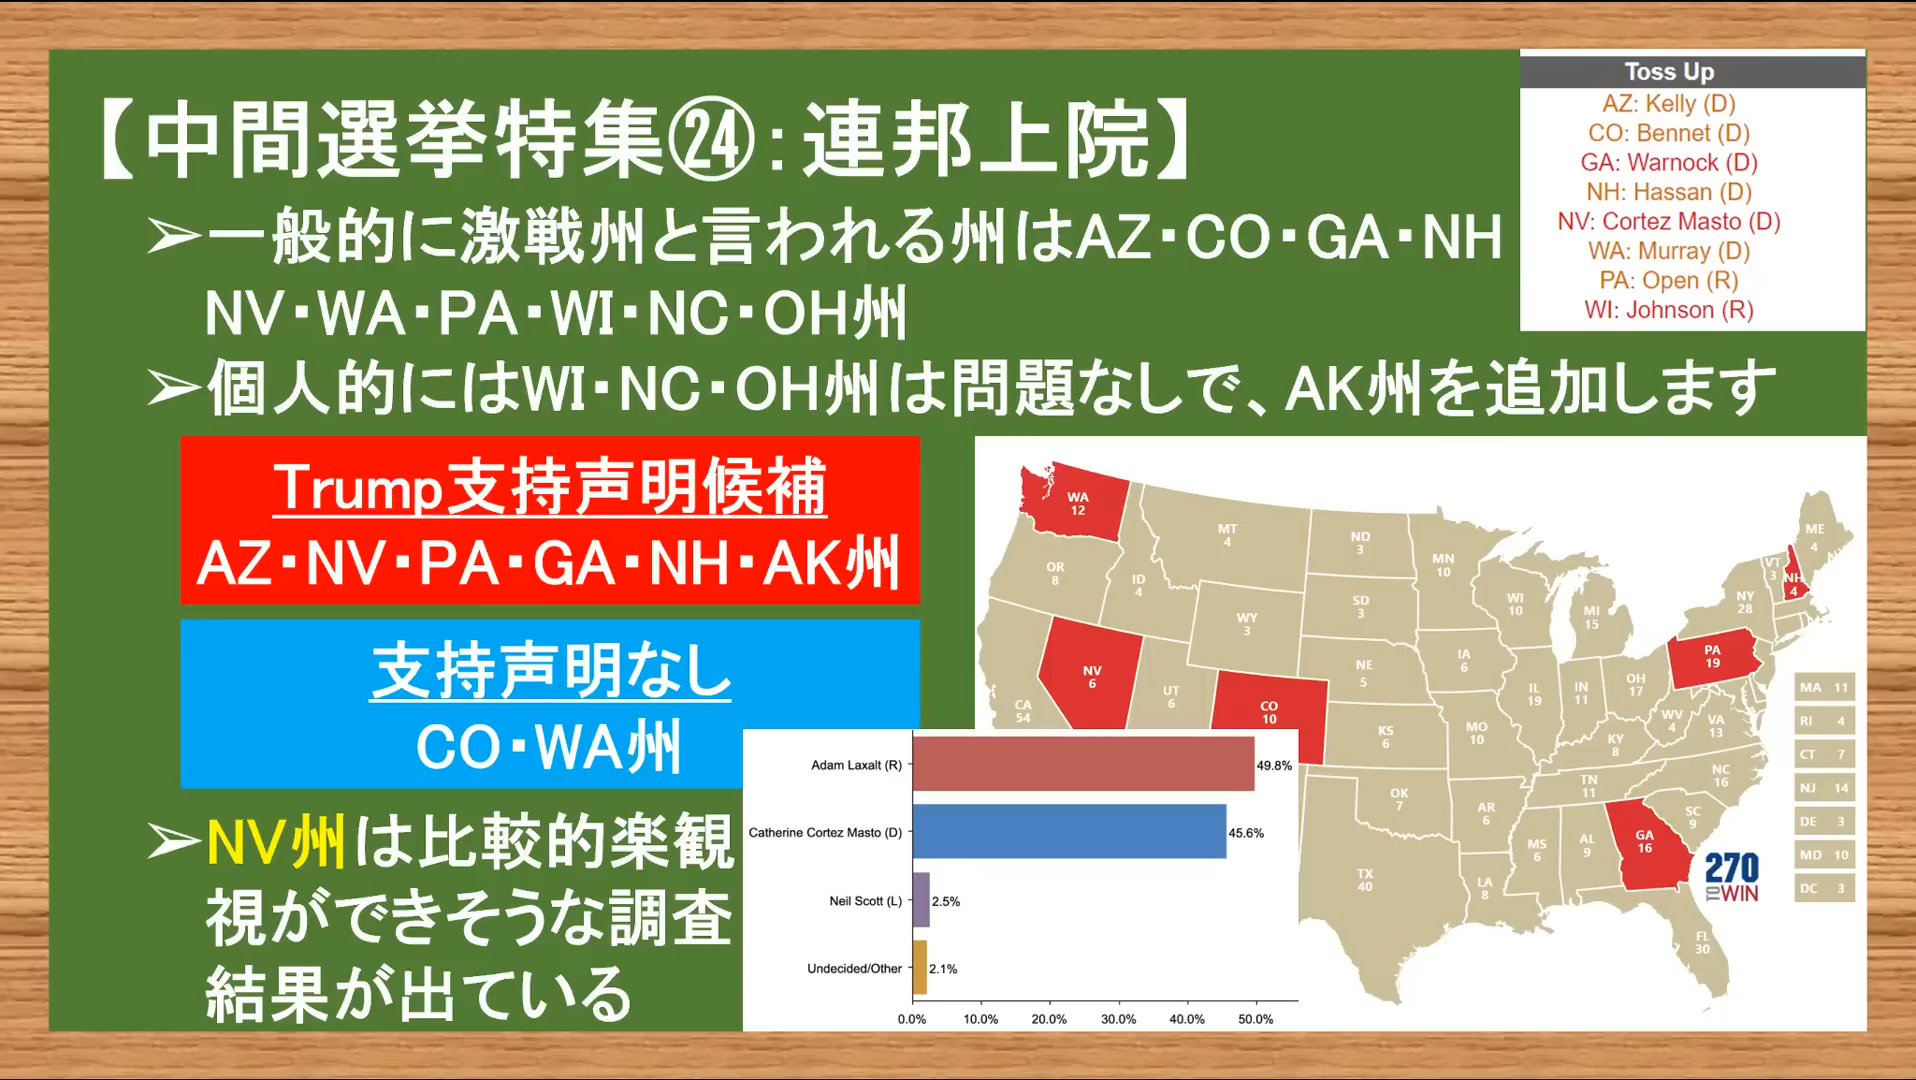 【中間選挙特集㉔：連邦上院】
➢一般的に激戦州と言われる州はAZ・CO・GA・NH
NV・WA・PA・WI・NC・OH州
➢個人的にはWI・NC・OH州は問題なしで、AK州を追加します
Toss Up
AZ: Kelly (D)
CO: Bennet (D)
GA: Warnock (D)
NH: Hassan (D)
NV: Cortez Masto (D)
WA: Murray (D)
PA: Open (R)
WI: Johnson (R)
Trump支持声明候補
AZ・NV・PA・GA・NH・AK州
支持声明なし
CO・WA州
➢NV州は比較的楽観
視ができそうな調査
結果が出ている
Adam Laxalt (R) 49.8%
Catherine Cortez Masto (D) 45.6%
Neil Scott (L) 2.5%
Undecided/Other 2.1%
0.0% 10.0% 20.0% 30.0% 40.0% 50.0%
WA
12
OR
8
ID
4
MT
4
ND
3
MN
10
SD
3
WY
3
WI
10
MI
15
NY
28
VT
3
NH
4
ME
4
NV
6
UT
6
CO
10
CA
54
NE
5
IA
6
IL
19
IN
11
OH
17
PA
19
WV
4
VA
13
KS
6
MO
10
KY
8
NC
16
TN
11
OK
7
AR
6
SC
9
MS
6
AL
9
GA
16
TX
40
LA
8
FL
30
MA 11
RI 4
CT 7
NJ 14
DE 3
MD 10
DC 3
270
TO WIN